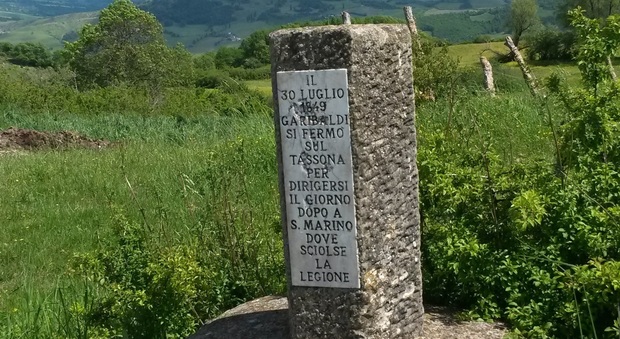 IL
30 LUGLIO
1849
GARIBALDI
SI FERMÒ
SUL
TASSONA
PER
DIRIGERSI
IL GIORNO
DOPO A
S. MARINO
DOVE
SCIOLSE
LA
LEGIONE